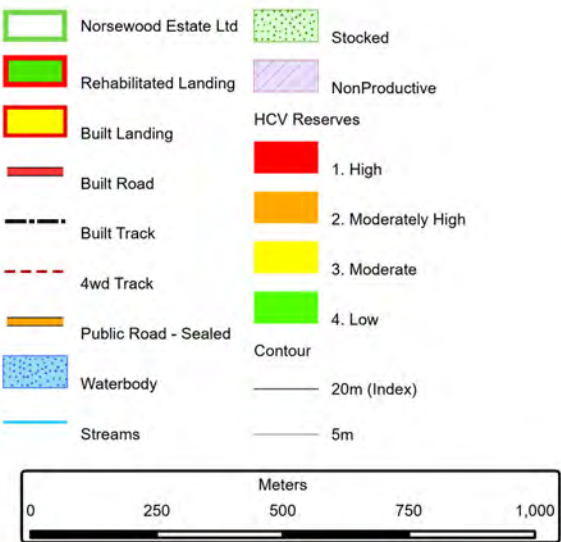 Norsewood Estate Ltd
Rehabilitated Landing
Built Landing
Built Road
Built Track
4wd Track
Public Road - Sealed
Waterbody
Streams
Stocked
NonProductive
HCV Reserves
1. High
2. Moderately High
3. Moderate
4. Low
Contour
20m (Index)
5m
Meters
0 250 500 750 1,000